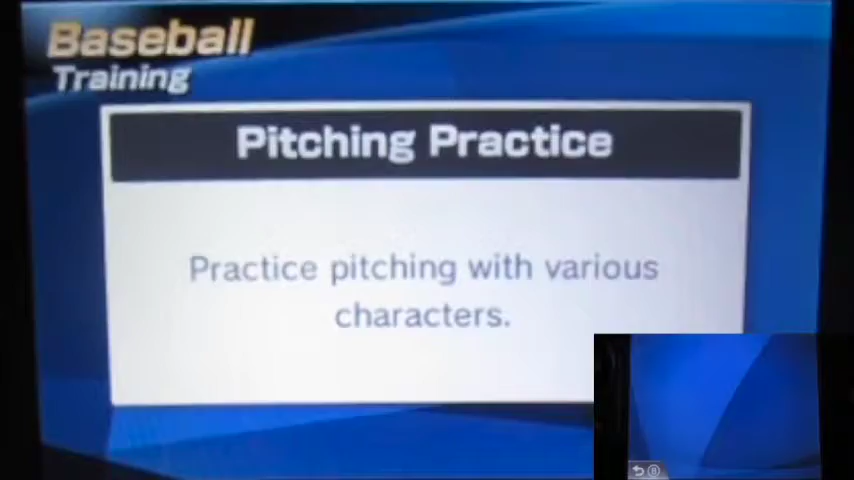 Baseball
Training
Pitching Practice
Practice pitching with various
characters.
B